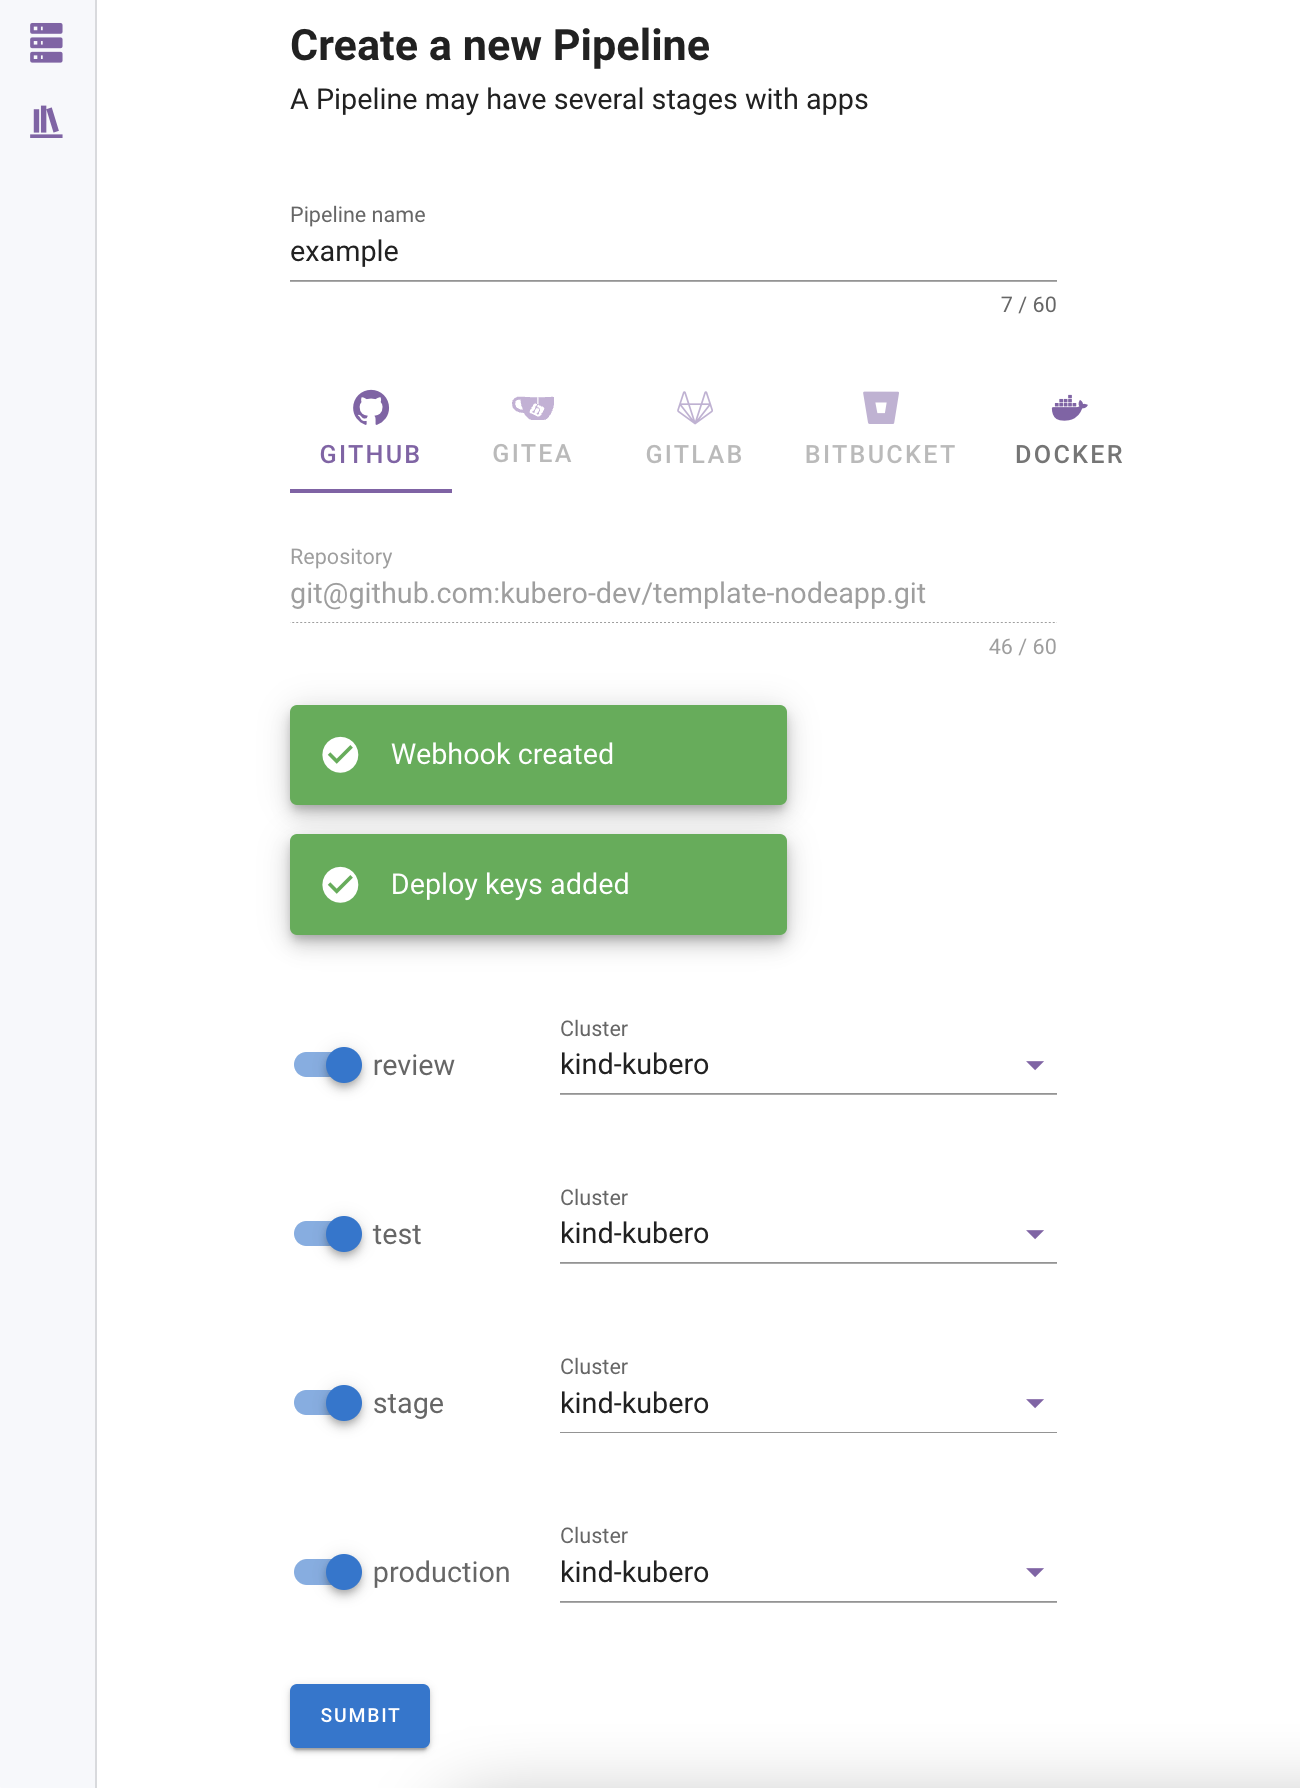 Create a new Pipeline
A Pipeline may have several stages with apps
Pipeline name
example
7 / 60
GITHUB GITEA GITLAB BITBUCKET DOCKER
Repository
git@github.com:kubero-dev/template-nodeapp.git
46 / 60
Webhook created
Deploy keys added
Cluster
review kind-kubero
Cluster
test kind-kubero
Cluster
stage kind-kubero
Cluster
production kind-kubero
SUMBIT